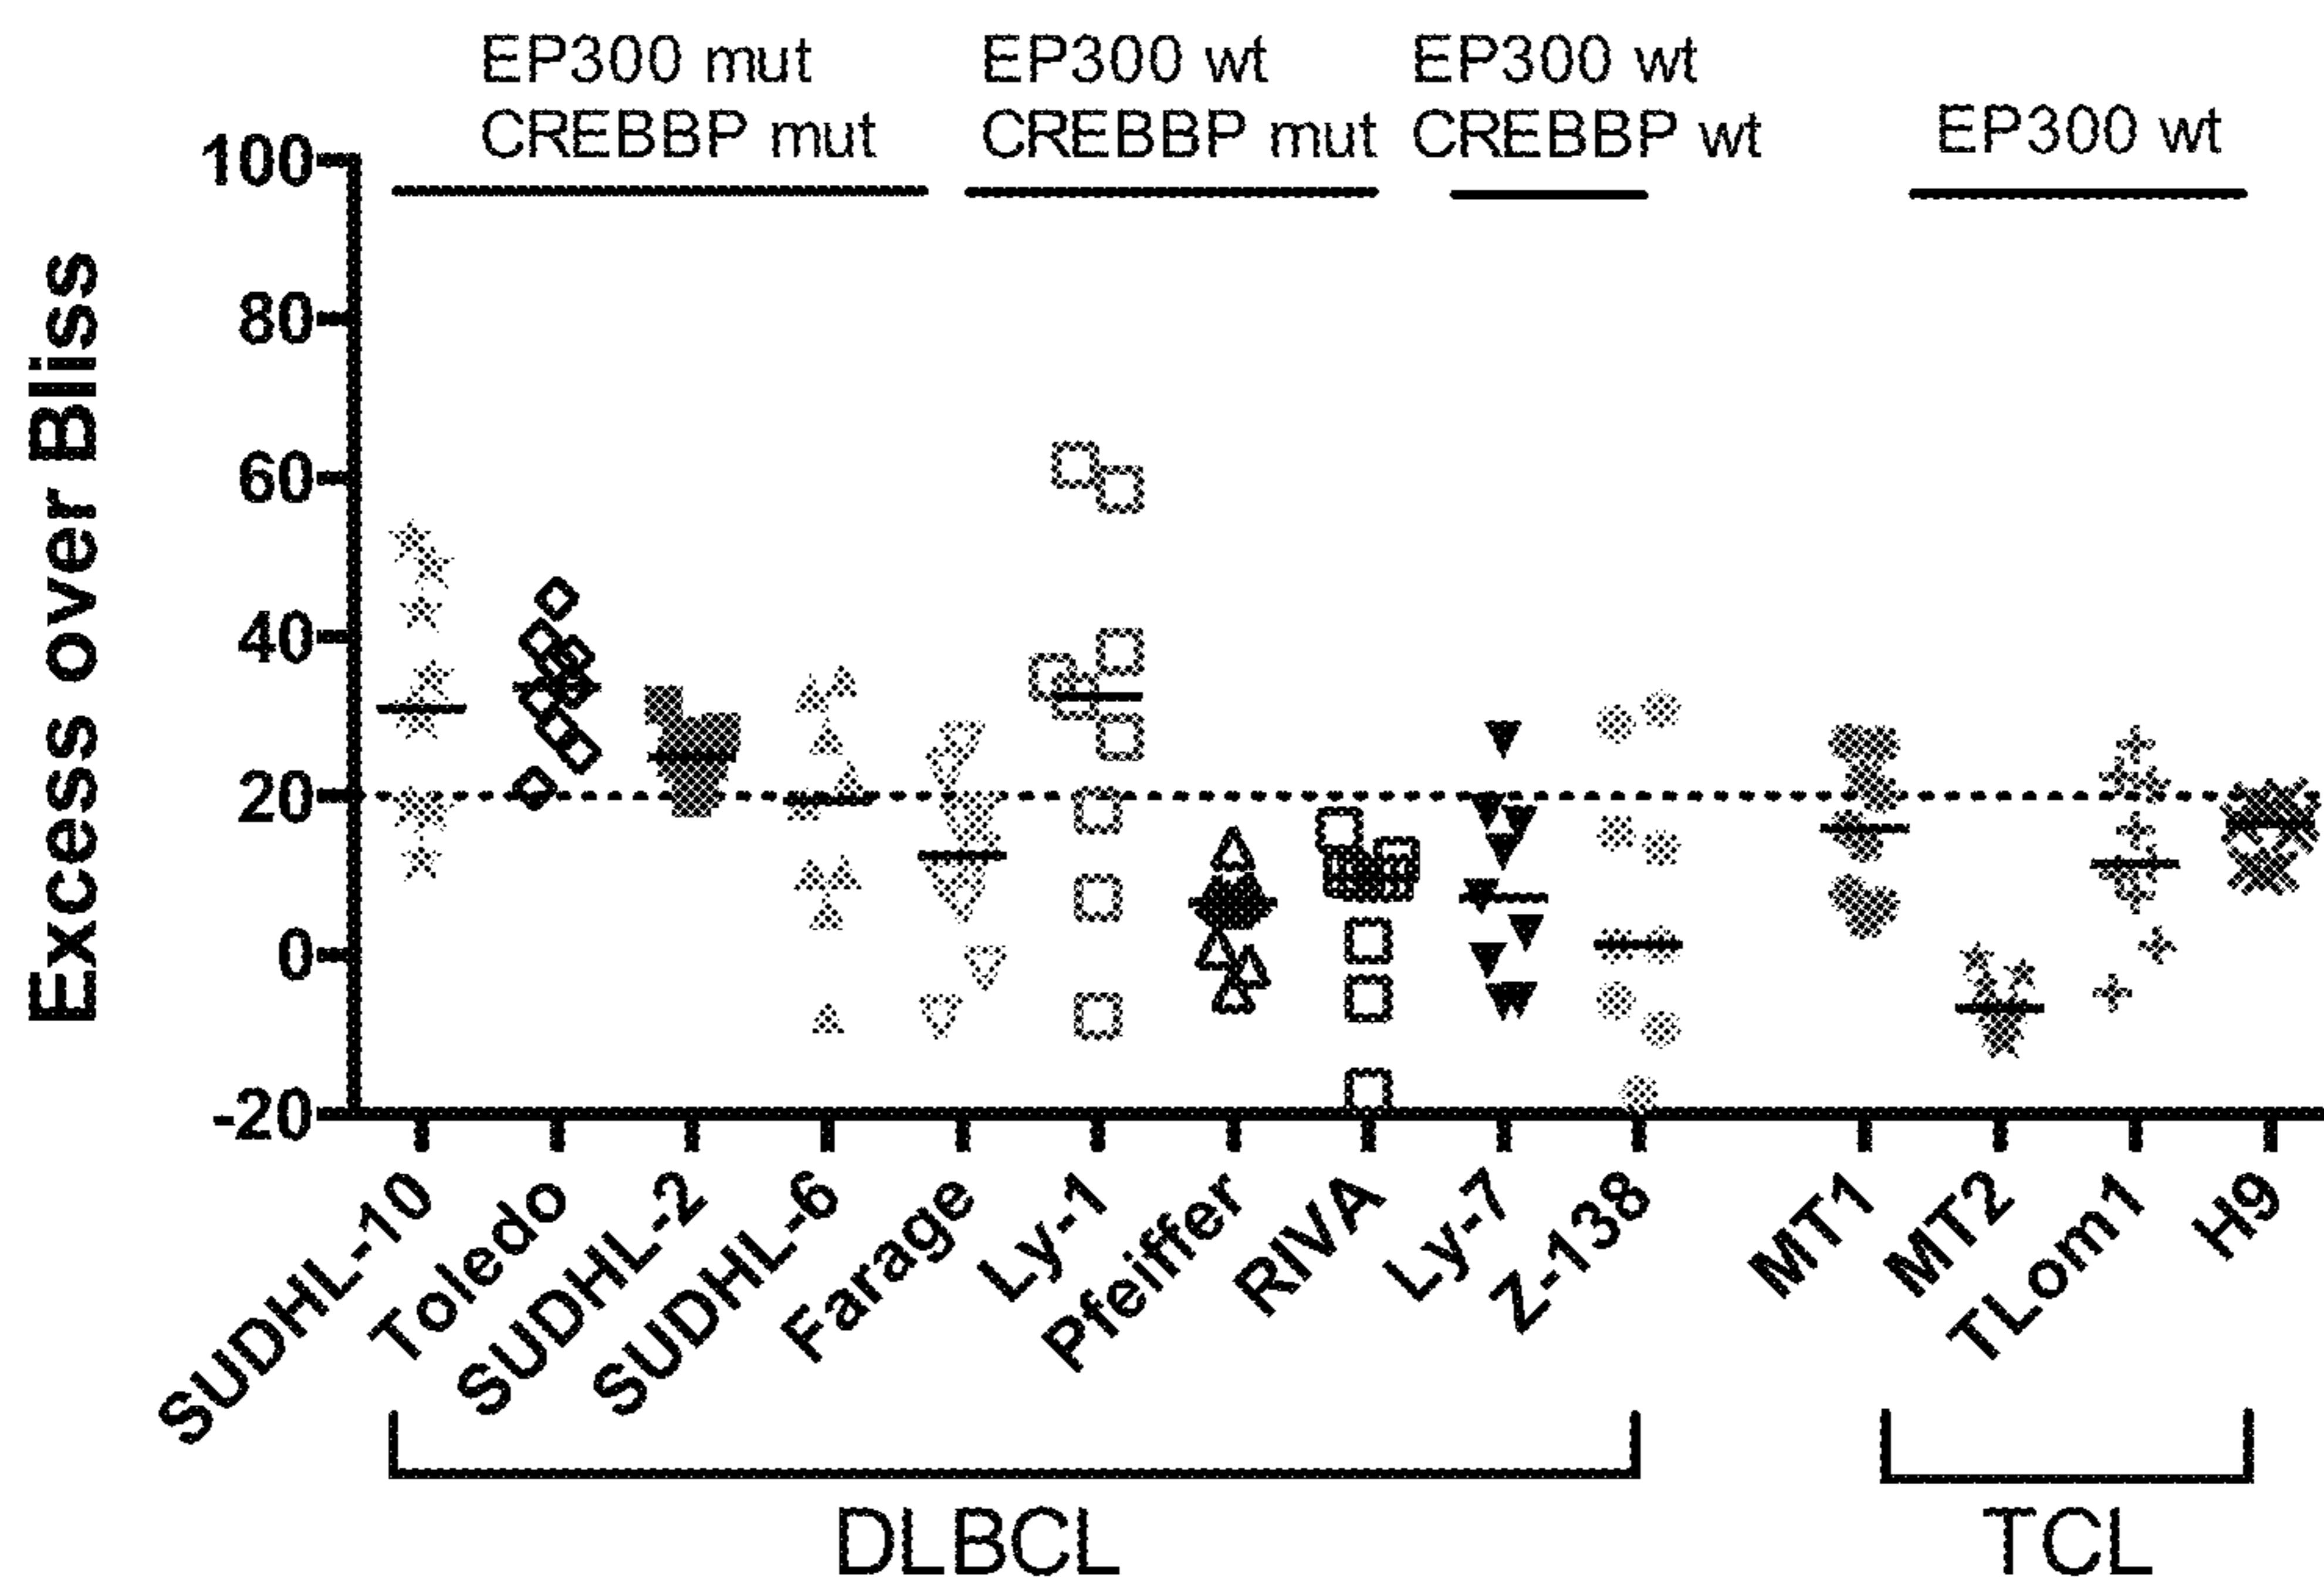 EP300 mut
CREBBP mut
EP300 wt
CREBBP mut
EP300 wt
CREBBP wt
EP300 wt
Excess over Bliss
100
80
60
40
20
0
-20
SUDHL-10
Toledo
SUDHL-2
SUDHL-6
Farage
Ly-1
Pfeiffer
RIVA
Ly-7
Z-138
MT1
MT2
TLom1
H9
DLBCL
TCL